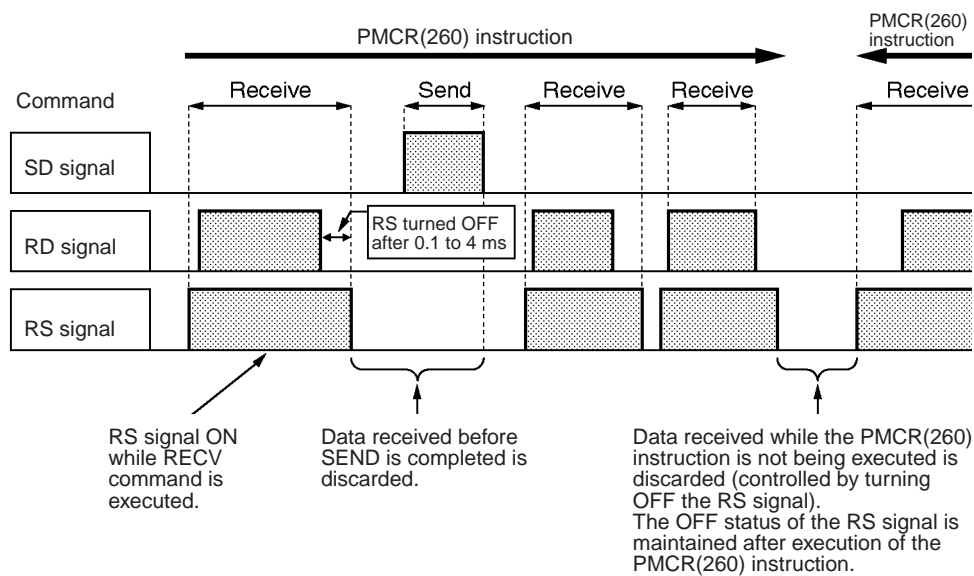 PMCR(260) instruction
PMCR(260)
instruction
Command
Receive
Send
Receive
Receive
Receive
SD signal
RD signal
RS turned OFF
after 0.1 to 4 ms
RS signal
RS signal ON
while RECV
command is
executed.
Data received before
SEND is completed is
discarded.
Data received while the PMCR(260)
instruction is not being executed is
discarded (controlled by turning
OFF the RS signal).
The OFF status of the RS signal is
maintained after execution of the
PMCR(260) instruction.